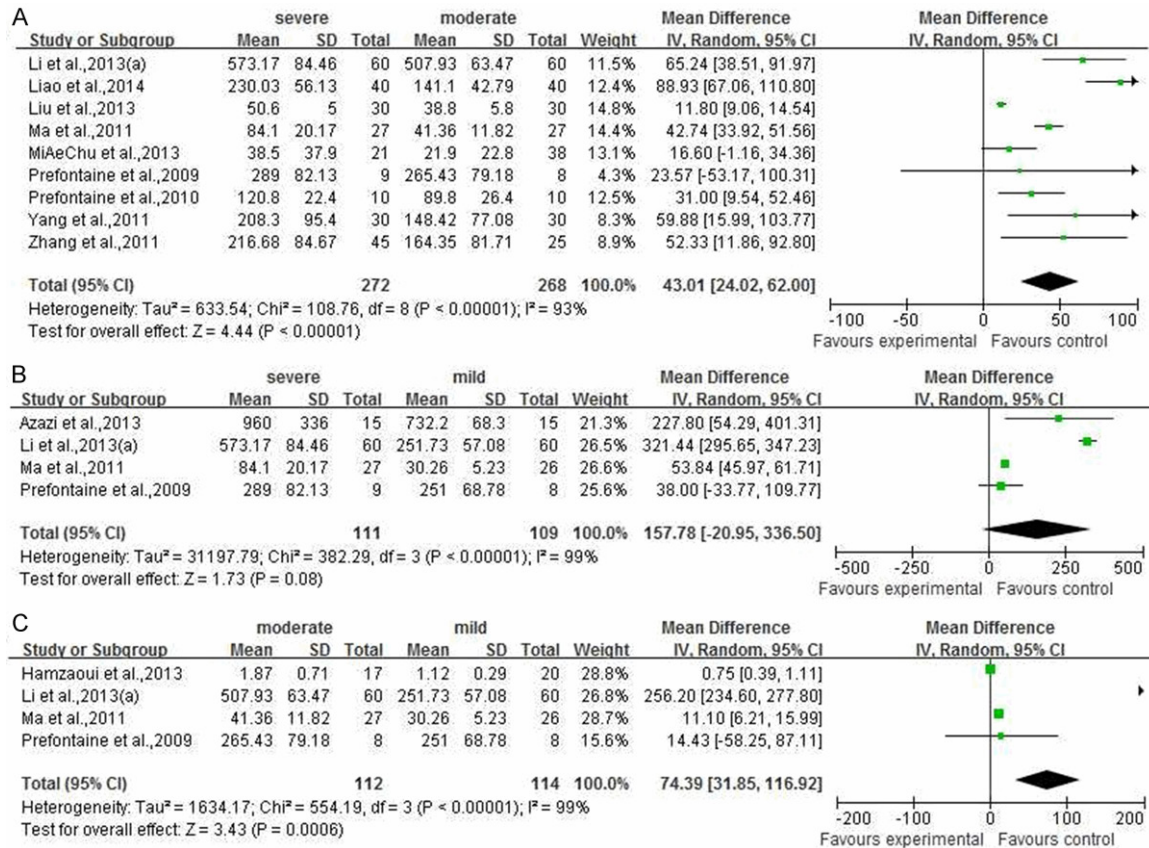 A
severe moderate Mean Difference Mean Difference
Study or Subgroup Mean SD Total Mean SD Total Weight IV, Random, 95% CI IV, Random, 95% CI
Li et al.,2013(a) 573.17 84.46 60 507.93 63.47 60 11.5% 65.24 [38.51, 91.97]
Liao et al.,2014 230.03 56.13 40 141.1 42.79 40 12.4% 88.93 [67.06, 110.80]
Liu et al.,2013 50.6 5 30 38.8 5.8 30 14.8% 11.80 [9.06, 14.54]
Ma et al.,2011 84.1 20.17 27 41.36 11.82 27 14.4% 42.74 [33.92, 51.56]
MiAeChu et al.,2013 38.5 37.9 21 21.9 22.8 38 13.1% 16.60 [-1.16, 34.36]
Prefontaine et al.,2009 289 82.13 9 265.43 79.18 8 4.3% 23.57 [-53.17, 100.31]
Prefontaine et al.,2010 120.8 22.4 10 89.8 26.4 10 12.5% 31.00 [9.54, 52.46]
Yang et al.,2011 208.3 95.4 30 148.42 77.08 30 8.3% 59.88 [15.99, 103.77]
Zhang et al.,2011 216.68 84.67 45 164.35 81.71 25 8.9% 52.33 [11.86, 92.80]
Total (95% CI) 272 268 100.0% 43.01 [24.02, 62.00]
Heterogeneity: Tau² = 633.54; Chi² = 108.76, df = 8 (P < 0.00001); I² = 93%
Test for overall effect: Z = 4.44 (P < 0.00001)
-100 -50 0 50 100
Favours experimental Favours control
B
severe mild Mean Difference Mean Difference
Study or Subgroup Mean SD Total Mean SD Total Weight IV, Random, 95% CI IV, Random, 95% CI
Azazi et al.,2013 960 336 15 732.2 68.3 15 21.3% 227.80 [54.29, 401.31]
Li et al.,2013(a) 573.17 84.46 60 251.73 57.08 60 26.5% 321.44 [295.65, 347.23]
Ma et al.,2011 84.1 20.17 27 30.26 5.23 26 26.6% 53.84 [45.97, 61.71]
Prefontaine et al.,2009 289 82.13 9 251 68.78 8 25.6% 38.00 [-33.77, 109.77]
Total (95% CI) 111 109 100.0% 157.78 [-20.95, 336.50]
Heterogeneity: Tau² = 31197.79; Chi² = 382.29, df = 3 (P < 0.00001); I² = 99%
Test for overall effect: Z = 1.73 (P = 0.08)
-500 -250 0 250 500
Favours experimental Favours control
C
moderate mild Mean Difference Mean Difference
Study or Subgroup Mean SD Total Mean SD Total Weight IV, Random, 95% CI IV, Random, 95% CI
Hamzaoui et al.,2013 1.87 0.71 17 1.12 0.29 20 28.8% 0.75 [0.39, 1.11]
Li et al.,2013(a) 507.93 63.47 60 251.73 57.08 60 26.8% 256.20 [234.60, 277.80]
Ma et al.,2011 41.36 11.82 27 30.26 5.23 26 28.7% 11.10 [6.21, 15.99]
Prefontaine et al.,2009 265.43 79.18 8 251 68.78 8 15.6% 14.43 [-58.25, 87.11]
Total (95% CI) 112 114 100.0% 74.39 [31.85, 116.92]
Heterogeneity: Tau² = 1634.17; Chi² = 554.19, df = 3 (P < 0.00001); I² = 99%
Test for overall effect: Z = 3.43 (P = 0.0006)
-200 -100 0 100 200
Favours experimental Favours control